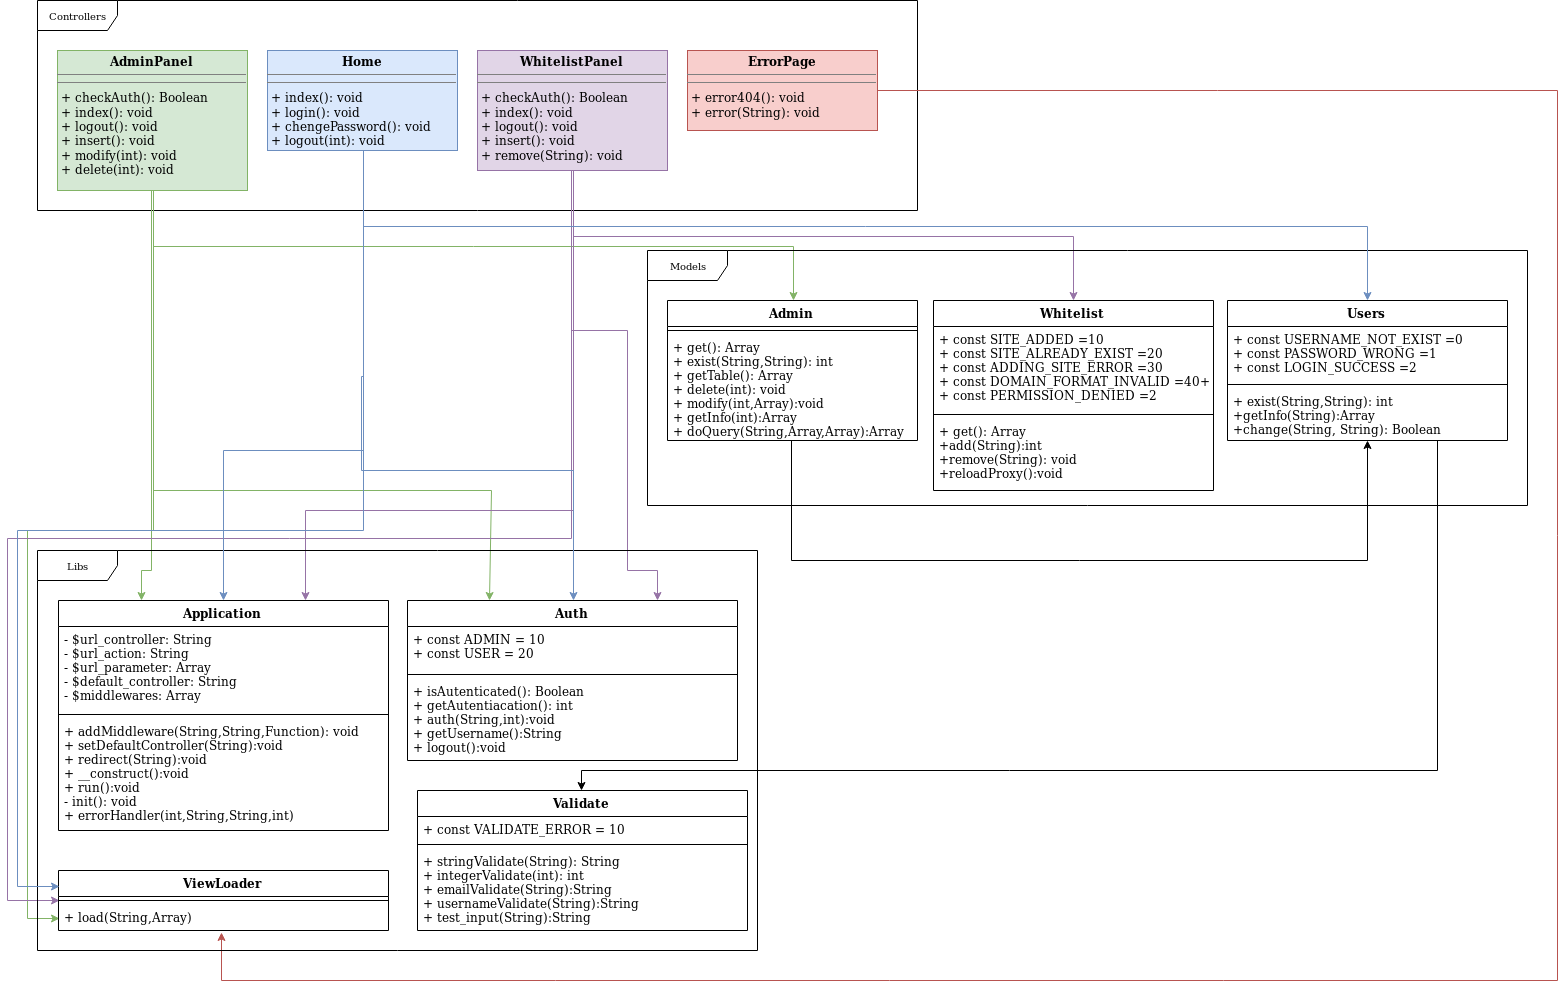 Controllers
AdminPanel
+ checkAuth(): Boolean
+ index(): void
+ logout(): void
+ insert(): void
+ modify(int): void
+ delete(int): void
Home
+ index(): void
+ login(): void
+ chengePassword(): void
+ logout(int): void
WhitelistPanel
+ checkAuth(): Boolean
+ index(): void
+ logout(): void
+ insert(): void
+ remove(String): void
ErrorPage
+ error404(): void
+ error(String): void
Models
Admin
+ get(): Array
+ exist(String,String): int
+ getTable(): Array
+ delete(int): void
+ modify(int,Array):void
+ getInfo(int):Array
+ doQuery(String,Array,Array):Array
Whitelist
+ const SITE_ADDED =10
+ const SITE_ALREADY_EXIST =20
+ const ADDING_SITE_ERROR =30
+ const DOMAIN_FORMAT_INVALID =40+
+ const PERMISSION_DENIED =2
+ get(): Array
+add(String):int
+remove(String): void
+reloadProxy():void
Users
+ const USERNAME_NOT_EXIST =0
+ const PASSWORD_WRONG =1
+ const LOGIN_SUCCESS =2
+ exist(String,String): int
+getInfo(String):Array
+change(String, String): Boolean
Libs
Application
- $url_controller: String
- $url_action: String
- $url_parameter: Array
- $default_controller: String
- $middlewares: Array
+ addMiddleware(String,String,Function): void
+ setDefaultController(String):void
+ redirect(String):void
+ __construct():void
+ run():void
- init(): void
+ errorHandler(int,String,String,int)
Auth
+ const ADMIN = 10
+ const USER = 20
+ isAutenticated(): Boolean
+ getAutentiacation(): int
+ auth(String,int):void
+ getUsername():String
+ logout():void
Validate
+ const VALIDATE_ERROR = 10
+ stringValidate(String): String
+ integerValidate(int): int
+ emailValidate(String):String
+ usernameValidate(String):String
+ test_input(String):String
ViewLoader
+ load(String,Array)